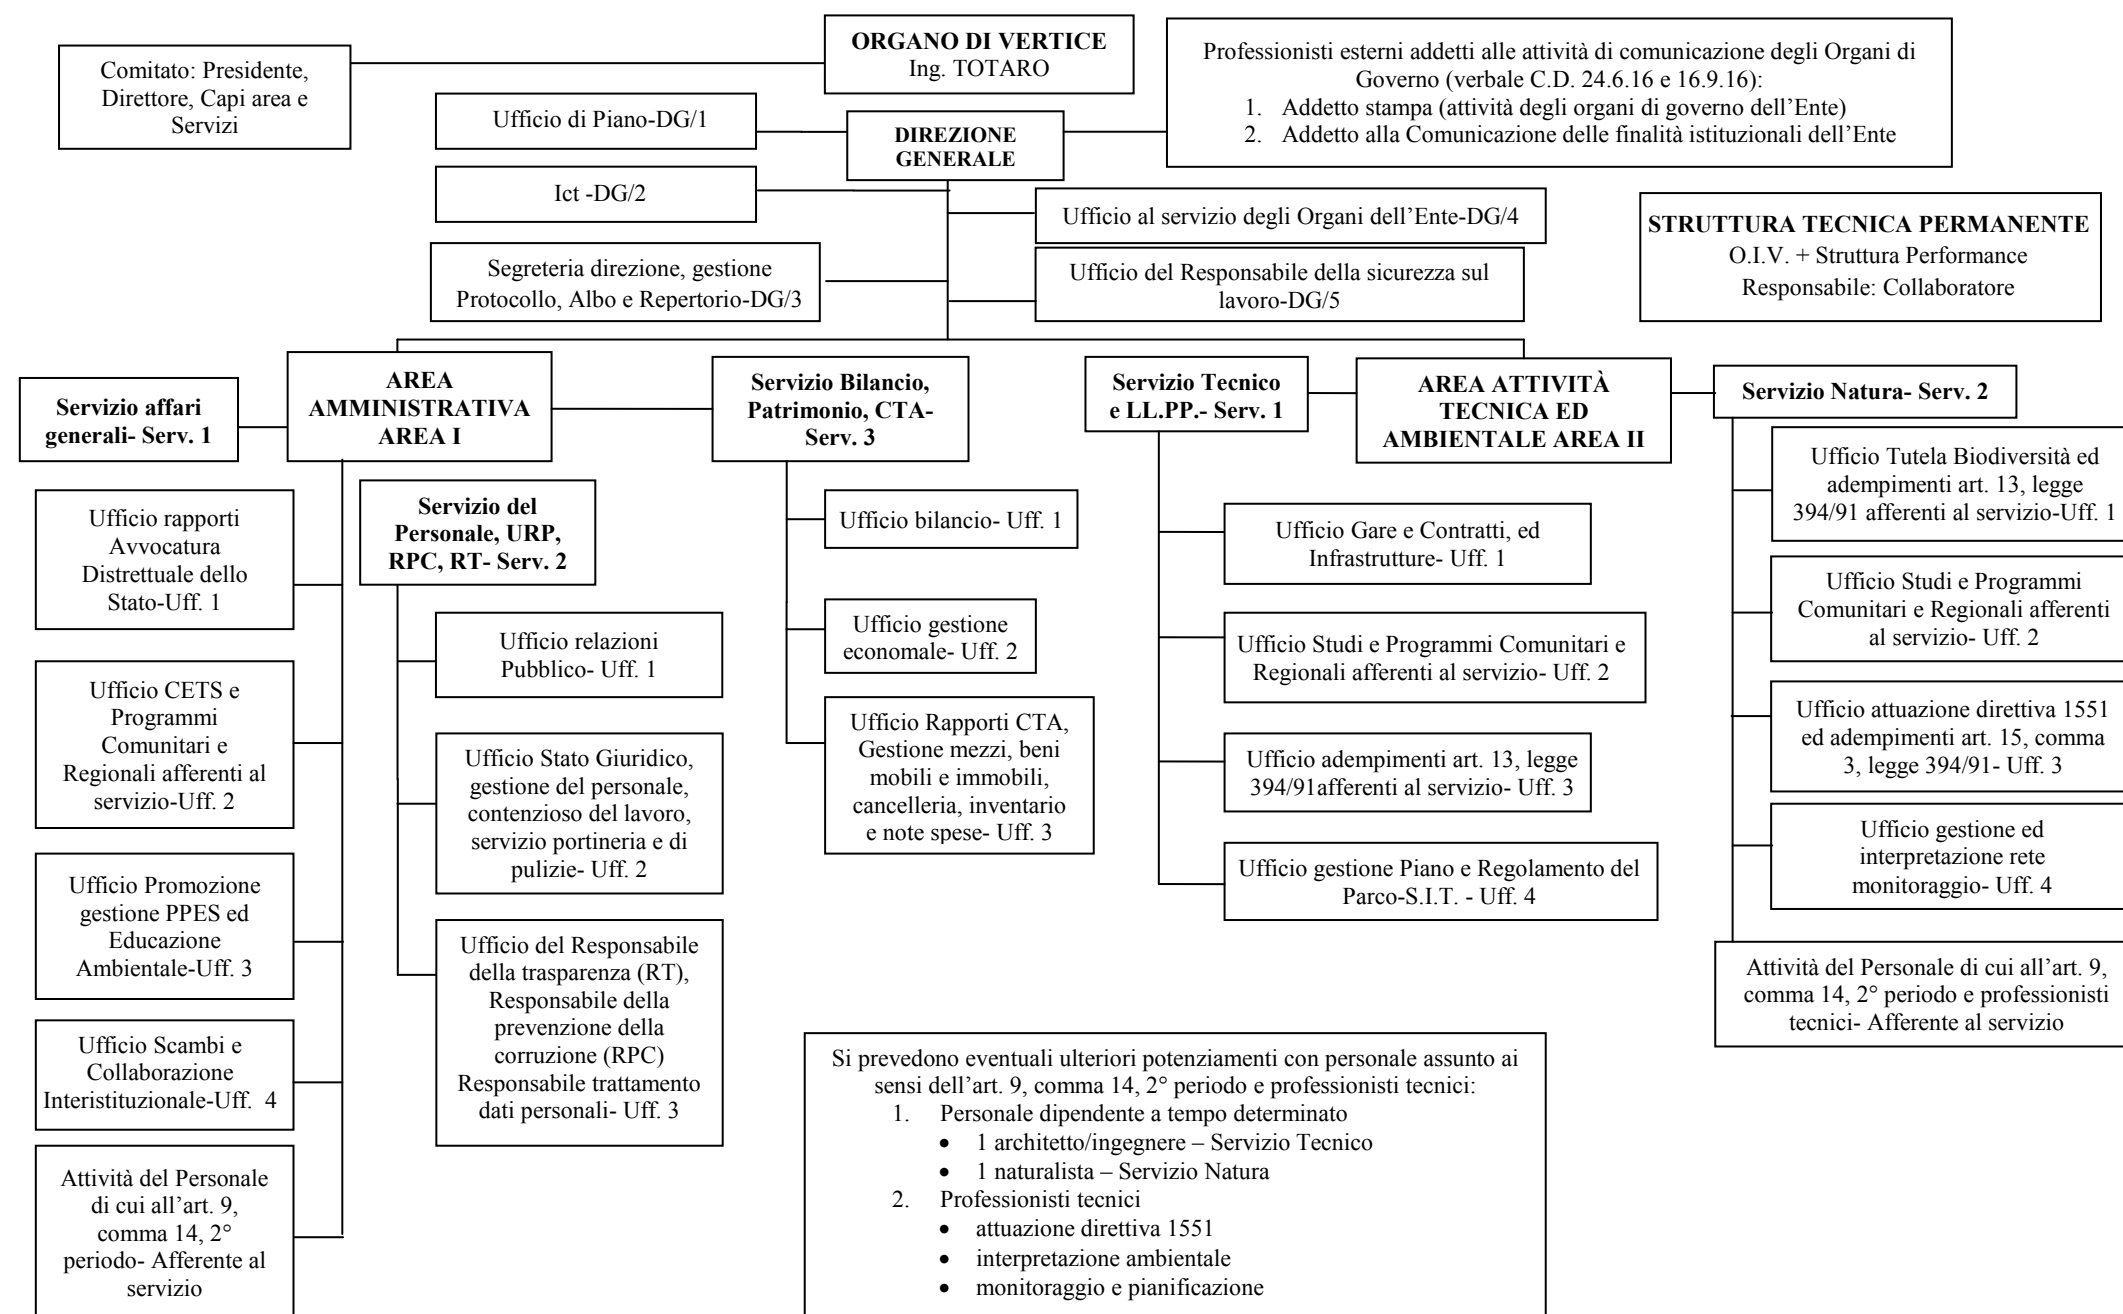 ORGANO DI VERTICE
Ing. TOTARO
Comitato: Presidente,
Direttore, Capi area e
Servizi
Professionisti esterni addetti alle attività di comunicazione degli Organi di
Governo (verbale C.D. 24.6.16 e 16.9.16):
1. Addetto stampa (attività degli organi di governo dell’Ente)
2. Addetto alla Comunicazione delle finalità istituzionali dell’Ente
Ufficio di Piano-DG/1
DIREZIONE
GENERALE
Ict -DG/2
Ufficio al servizio degli Organi dell’Ente-DG/4
Segreteria direzione, gestione
Protocollo, Albo e Repertorio-DG/3
Ufficio del Responsabile della sicurezza sul
lavoro-DG/5
STRUTTURA TECNICA PERMANENTE
O.I.V. + Struttura Performance
Responsabile: Collaboratore
Servizio affari
generali- Serv. 1
AREA
AMMINISTRATIVA
AREA I
Servizio Bilancio,
Patrimonio, CTA-
Serv. 3
Servizio Tecnico
e LL.PP.- Serv. 1
AREA ATTIVITÀ
TECNICA ED
AMBIENTALE AREA II
Servizio Natura- Serv. 2
Ufficio rapporti
Avvocatura
Distrettuale dello
Stato-Uff. 1
Ufficio CETS e
Programmi
Comunitari e
Regionali afferenti al
servizio-Uff. 2
Ufficio Promozione
gestione PPES ed
Educazione
Ambientale-Uff. 3
Ufficio Scambi e
Collaborazione
Interistituzionale-Uff. 4
Attività del Personale
di cui all’art. 9,
comma 14, 2°
periodo- Afferente al
servizio
Servizio del
Personale, URP,
RPC, RT- Serv. 2
Ufficio relazioni
Pubblico- Uff. 1
Ufficio Stato Giuridico,
gestione del personale,
contenzioso del lavoro,
servizio portineria e di
pulizie- Uff. 2
Ufficio del Responsabile
della trasparenza (RT),
Responsabile della
prevenzione della
corruzione (RPC)
Responsabile trattamento
dati personali- Uff. 3
Ufficio bilancio- Uff. 1
Ufficio gestione
economale- Uff. 2
Ufficio Rapporti CTA,
Gestione mezzi, beni
mobili e immobili,
cancelleria, inventario
e note spese- Uff. 3
Ufficio Gare e Contratti, ed
Infrastrutture- Uff. 1
Ufficio Studi e Programmi Comunitari e
Regionali afferenti al servizio- Uff. 2
Ufficio adempimenti art. 13, legge
394/91afferenti al servizio- Uff. 3
Ufficio gestione Piano e Regolamento del
Parco-S.I.T. - Uff. 4
Ufficio Tutela Biodiversità ed
adempimenti art. 13, legge
394/91 afferenti al servizio-Uff. 1
Ufficio Studi e Programmi
Comunitari e Regionali afferenti
al servizio- Uff. 2
Ufficio attuazione direttiva 1551
ed adempimenti art. 15, comma
3, legge 394/91- Uff. 3
Ufficio gestione ed
interpretazione rete
monitoraggio- Uff. 4
Attività del Personale di cui all’art. 9,
comma 14, 2° periodo e professionisti
tecnici- Afferente al servizio
Si prevedono eventuali ulteriori potenziamenti con personale assunto ai
sensi dell’art. 9, comma 14, 2° periodo e professionisti tecnici:
1. Personale dipendente a tempo determinato
• 1 architetto/ingegnere – Servizio Tecnico
• 1 naturalista – Servizio Natura
2. Professionisti tecnici
• attuazione direttiva 1551
• interpretazione ambientale
• monitoraggio e pianificazione